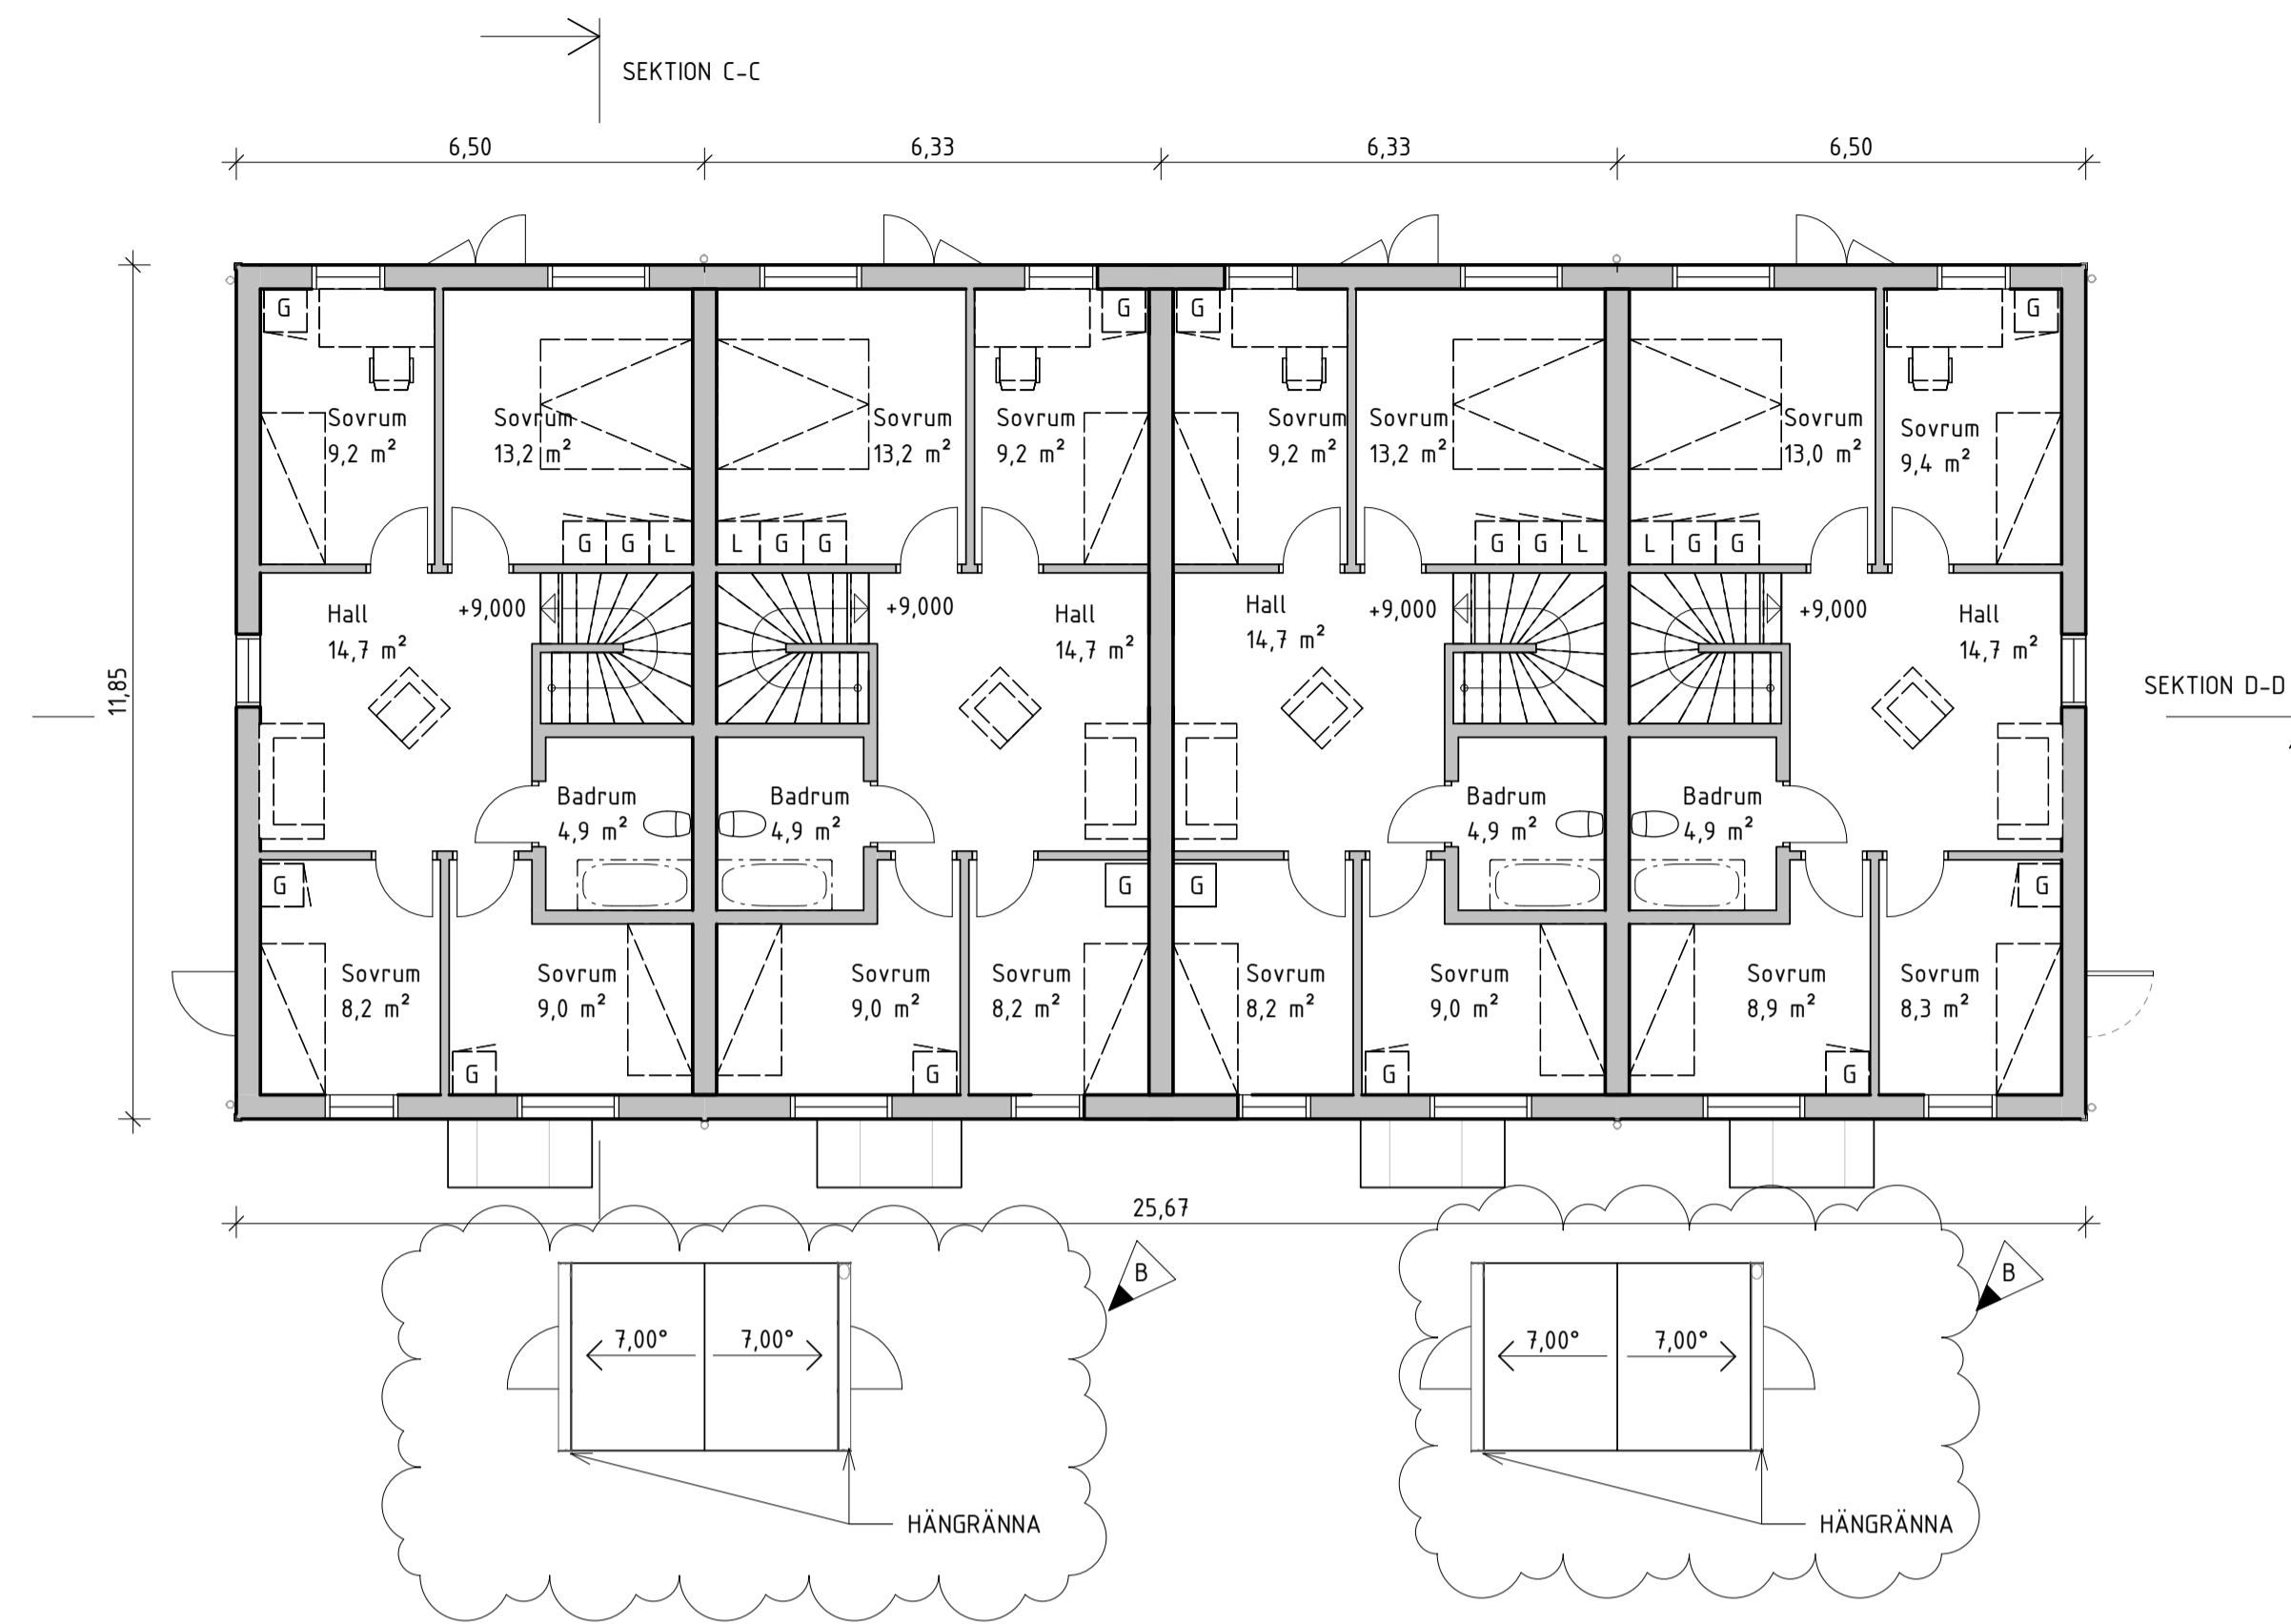 SEKTION C-C
6,50
6,33
6,33
6,50
G
G
G
G
Sovrum
9,2 m²
Sovrum
13,2 m²
Sovrum
13,2 m²
Sovrum
9,2 m²
Sovrum
9,2 m²
Sovrum
13,2 m²
Sovrum
13,0 m²
Sovrum
9,4 m²
G G L
L G G
G G L
L G G
Hall
14,7 m²
+9,000
+9,000
Hall
14,7 m²
Hall
14,7 m²
+9,000
+9,000
Hall
14,7 m²
11,85
SEKTION D-D
Badrum
4,9 m²
Badrum
4,9 m²
Badrum
4,9 m²
Badrum
4,9 m²
G
G
G
G
Sovrum
8,2 m²
Sovrum
9,0 m²
Sovrum
9,0 m²
Sovrum
8,2 m²
Sovrum
8,2 m²
Sovrum
9,0 m²
Sovrum
8,9 m²
Sovrum
8,3 m²
G
G
G
G
25,67
B
B
7,00°
7,00°
7,00°
7,00°
HÄNGRÄNNA
HÄNGRÄNNA